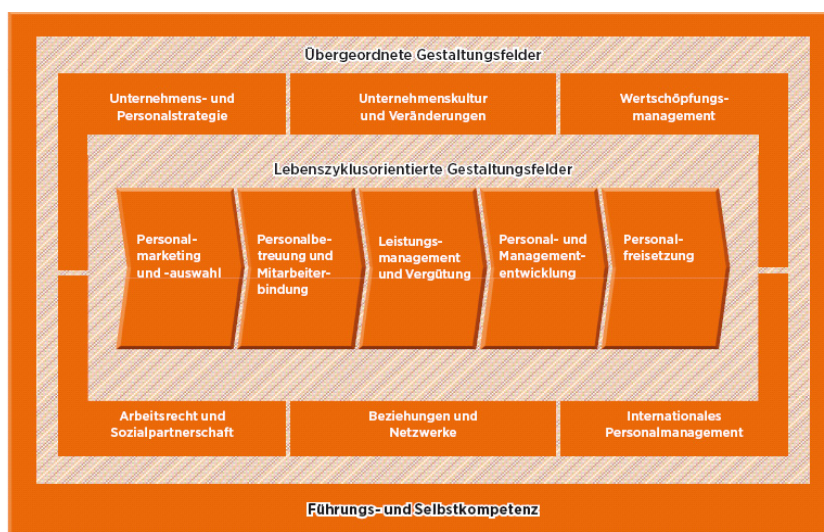 Übergeordnete Gestaltungsfelder
Unternehmens- und
Personalstrategie
Unternehmenskultur
und Veränderungen
Wertschöpfungs-
management
Lebenszyklusorientierte Gestaltungsfelder
Personal-
marketing
und -auswahl
Personalbe-
treuung und
Mitarbeiter-
bindung
Leistungs-
management
und Vergütung
Personal- und
Management-
entwicklung
Personal-
freisetzung
Arbeitsrecht und
Sozialpartnerschaft
Beziehungen und
Netzwerke
Internationales
Personalmanagement
Führungs- und Selbstkompetenz